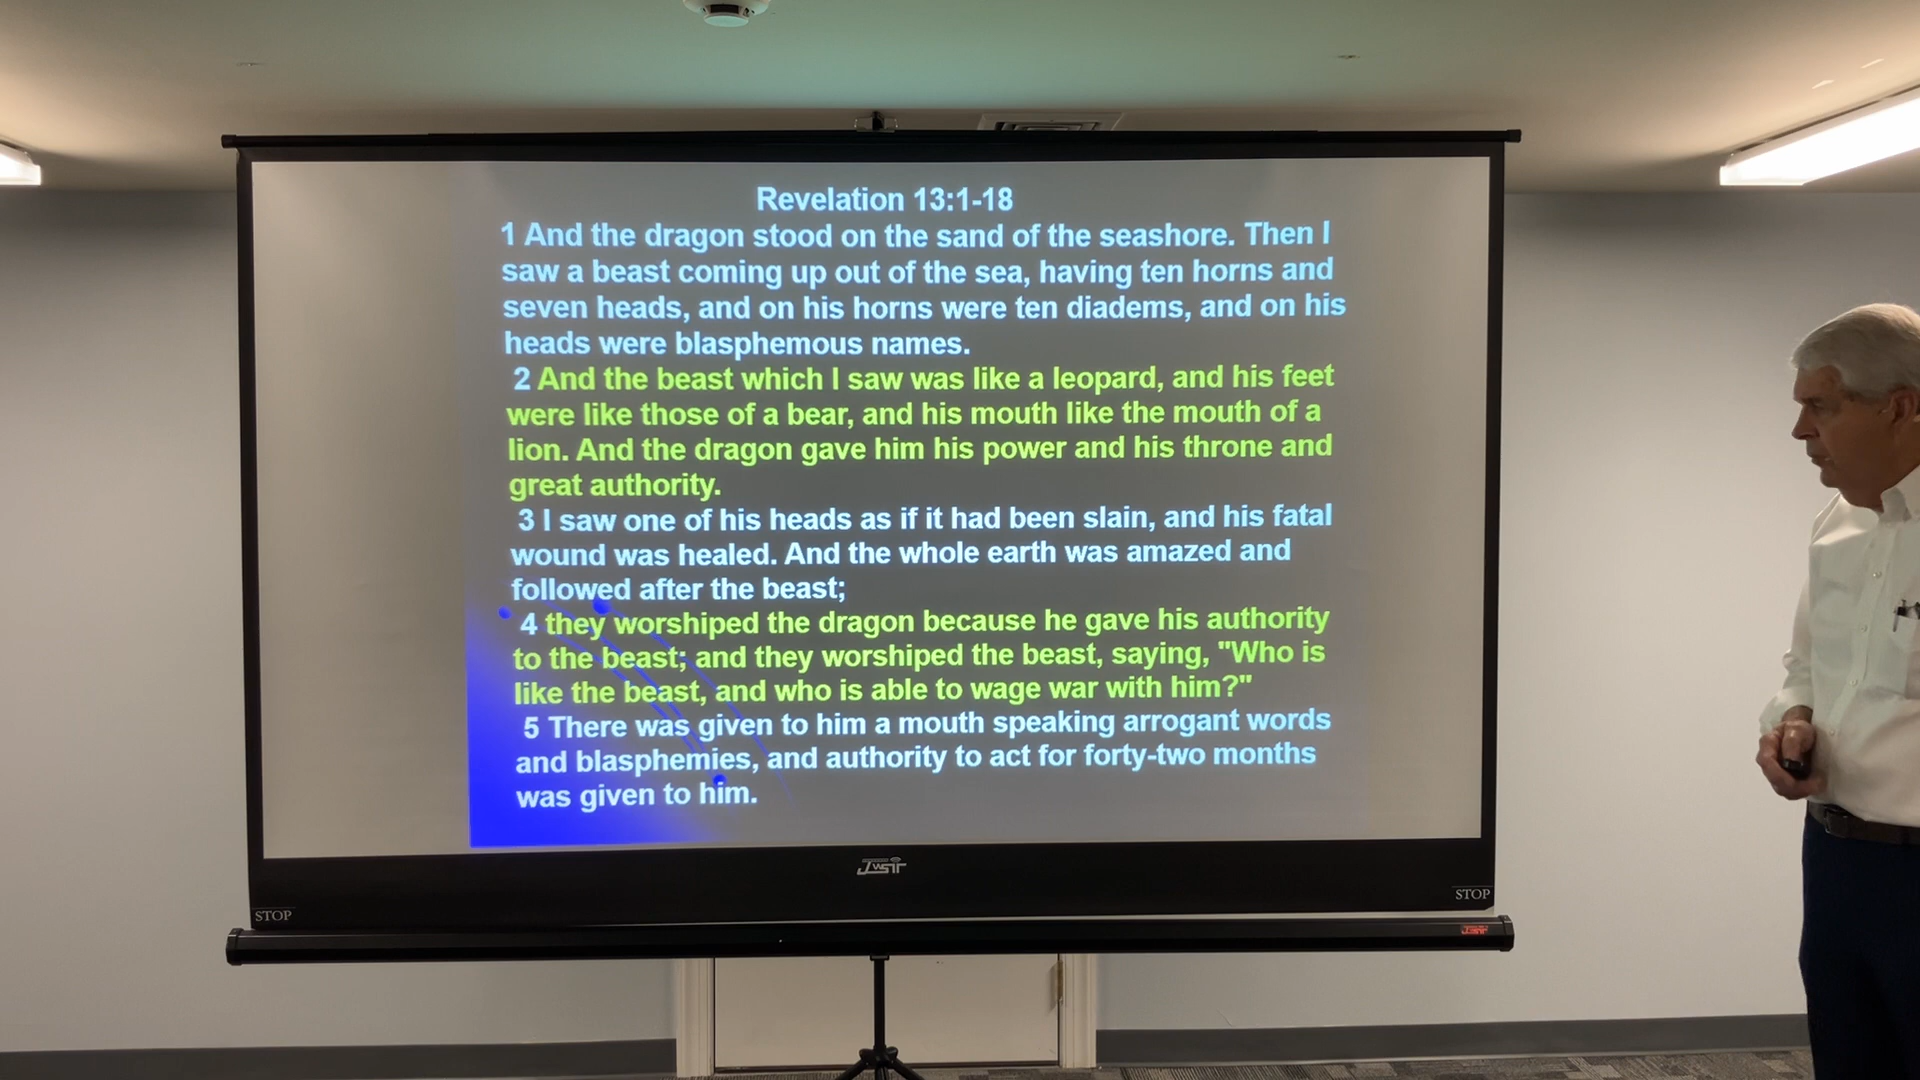 Revelation 13:1-18
1 And the dragon stood on the sand of the seashore. Then I
saw a beast coming up out of the sea, having ten horns and
seven heads, and on his horns were ten diadems, and on his
heads were blasphemous names.
2 And the beast which I saw was like a leopard, and his feet
were like those of a bear, and his mouth like the mouth of a
lion. And the dragon gave him his power and his throne and
great authority.
3 I saw one of his heads as if it had been slain, and his fatal
wound was healed. And the whole earth was amazed and
followed after the beast;
4 they worshiped the dragon because he gave his authority
to the beast; and they worshiped the beast, saying, "Who is
like the beast, and who is able to wage war with him?"
5 There was given to him a mouth speaking arrogant words
and blasphemies, and authority to act for forty-two months
was given to him.
STOP
STOP